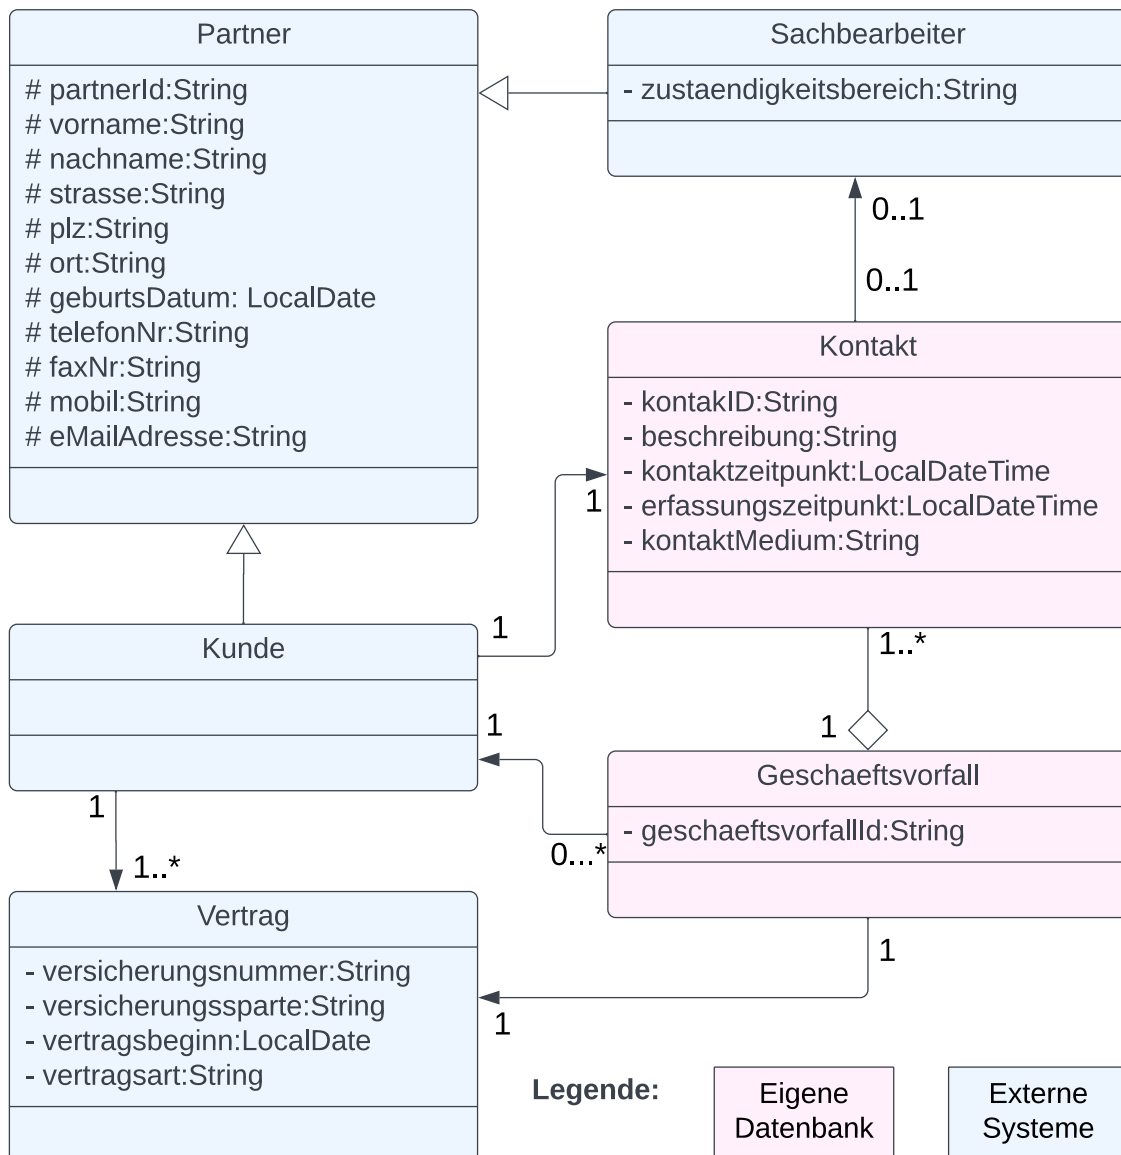 Partner
# partnerId:String
# vorname:String
# nachname:String
# strasse:String
# plz:String
# ort:String
# geburtsDatum: LocalDate
# telefonNr:String
# faxNr:String
# mobil:String
# eMailAdresse:String
Sachbearbeiter
- zustaendigkeitsbereich:String
0..1
0..1
Kontakt
- kontakID:String
- beschreibung:String
- kontaktzeitpunkt:LocalDateTime
- erfassungszeitpunkt:LocalDateTime
- kontaktMedium:String
1
1
Kunde
1..*
1
1
Geschaeftsvorfall
- geschaeftsvorfallId:String
0...*
1
1..*
Vertrag
- versicherungsnummer:String
- versicherungssparte:String
- vertragsbeginn:LocalDate
- vertragsart:String
1
1
Legende:
Eigene
Datenbank
Externe
Systeme